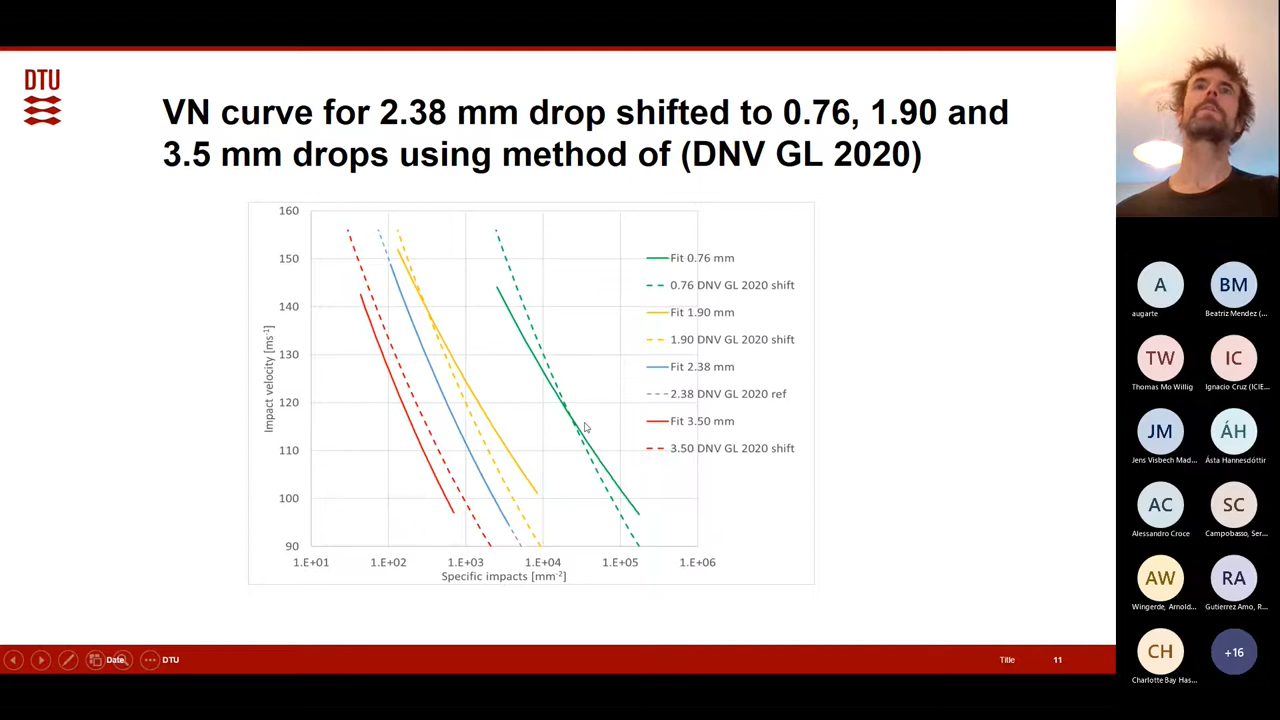 DTU
VN curve for 2.38 mm drop shifted to 0.76, 1.90 and
3.5 mm drops using method of (DNV GL 2020)
160
150
140
130
120
110
100
90
Impact velocity [ms-1]
1.E+01 1.E+02 1.E+03 1.E+04 1.E+05 1.E+06
Specific impacts [mm-2]
Fit 0.76 mm
0.76 DNV GL 2020 shift
Fit 1.90 mm
1.90 DNV GL 2020 shift
Fit 2.38 mm
2.38 DNV GL 2020 ref
Fit 3.50 mm
3.50 DNV GL 2020 shift
Date DTU Title 11
A BM
augarte Beatriz Mendez (...
TW IC
Thomas Mo Willig Ignacio Cruz (ICIE...
JM ÁH
Jens Visbech Mad... Ásta Hannesdóttir
AC SC
Alessandro Croce Campobasso, Ser...
AW RA
Wingerde, Arnold... Gutierrez Amo, R...
CH +16
Charlotte Bay Has...